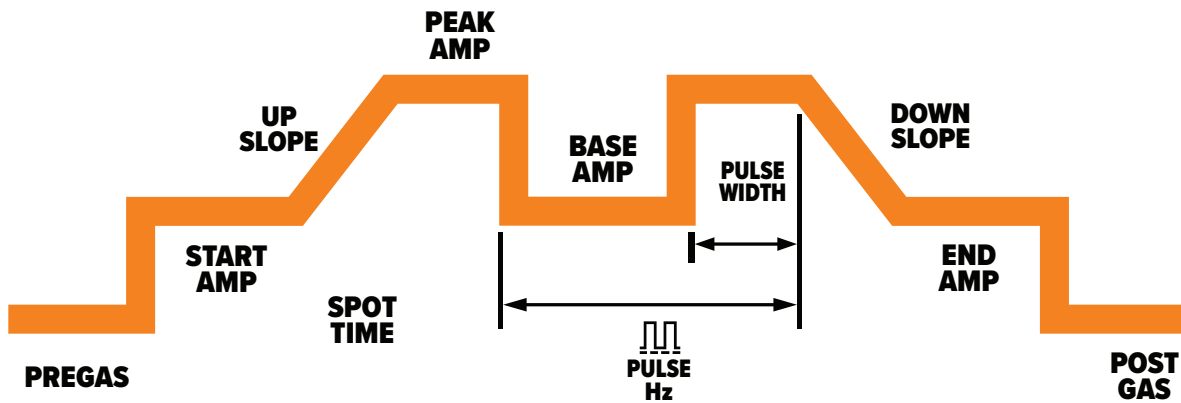 PEAK
AMP
UP
SLOPE
DOWN
SLOPE
BASE
AMP
PULSE
WIDTH
START
AMP
END
AMP
SPOT
TIME
PULSE
Hz
PREGAS
POST
GAS